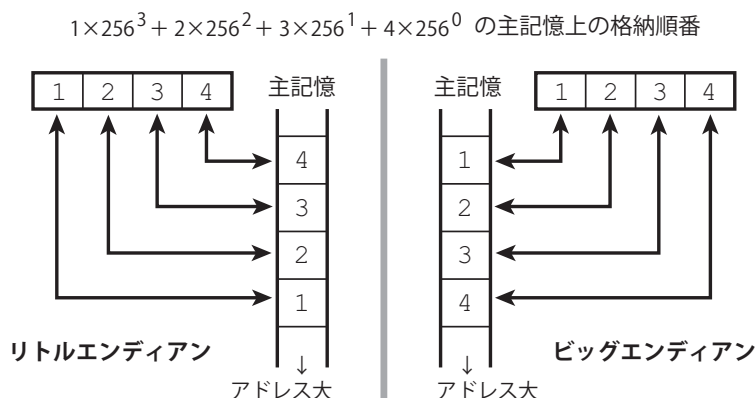 1×256³ + 2×256² + 3×256¹ + 4×256⁰ の主記憶上の格納順番
1 2 3 4
主記憶
4
3
2
1
↓
アドレス大
リトルエンディアン
主記憶
1 2 3 4
1
2
3
4
↓
アドレス大
ビッグエンディアン